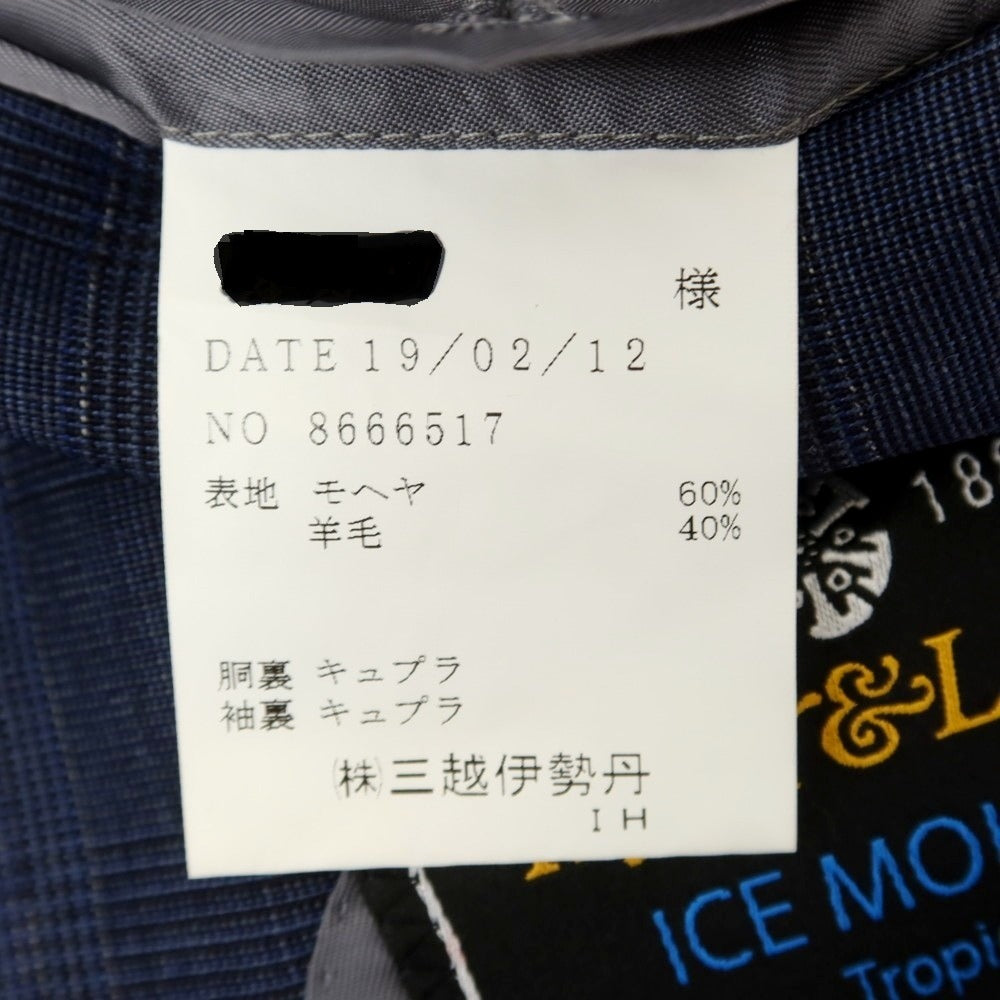 様
DATE 19/02/12
NO 8666517
表地 モヘヤ 60%
羊毛 40%
胴裏 キュプラ
袖裏 キュプラ
㈱三越伊勢丹
IH
&
ICE